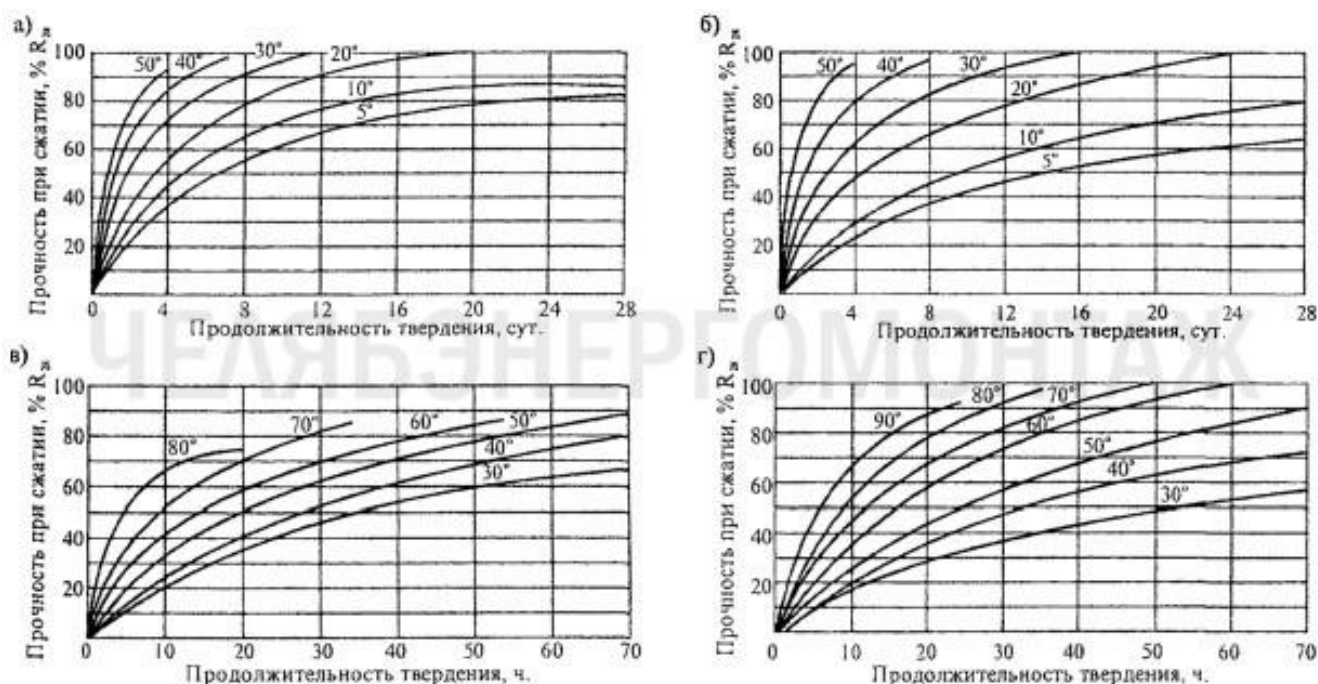 а)
Прочность при сжатии, % R₂₈
100
80
60
40
20
50° 40° 30° 20°
10°
5°
0 4 8 12 16 20 24 28
Продолжительность твердения, сут.
б)
Прочность при сжатии, % R₂₈
100
80
60
40
20
50° 40° 30°
20°
10°
5°
0 4 8 12 16 20 24 28
Продолжительность твердения, сут.
ЧЕЛЯБЭНЕРГОМОНТАЖ
в)
Прочность при сжатии, % R₂₈
100
80
60
40
20
80° 70° 60° 50°
40°
30°
0 10 20 30 40 50 60 70
Продолжительность твердения, ч.
г)
Прочность при сжатии, % R₂₈
100
80
60
40
20
90° 80° 70°
60°
50°
40°
30°
0 10 20 30 40 50 60 70
Продолжительность твердения, ч.